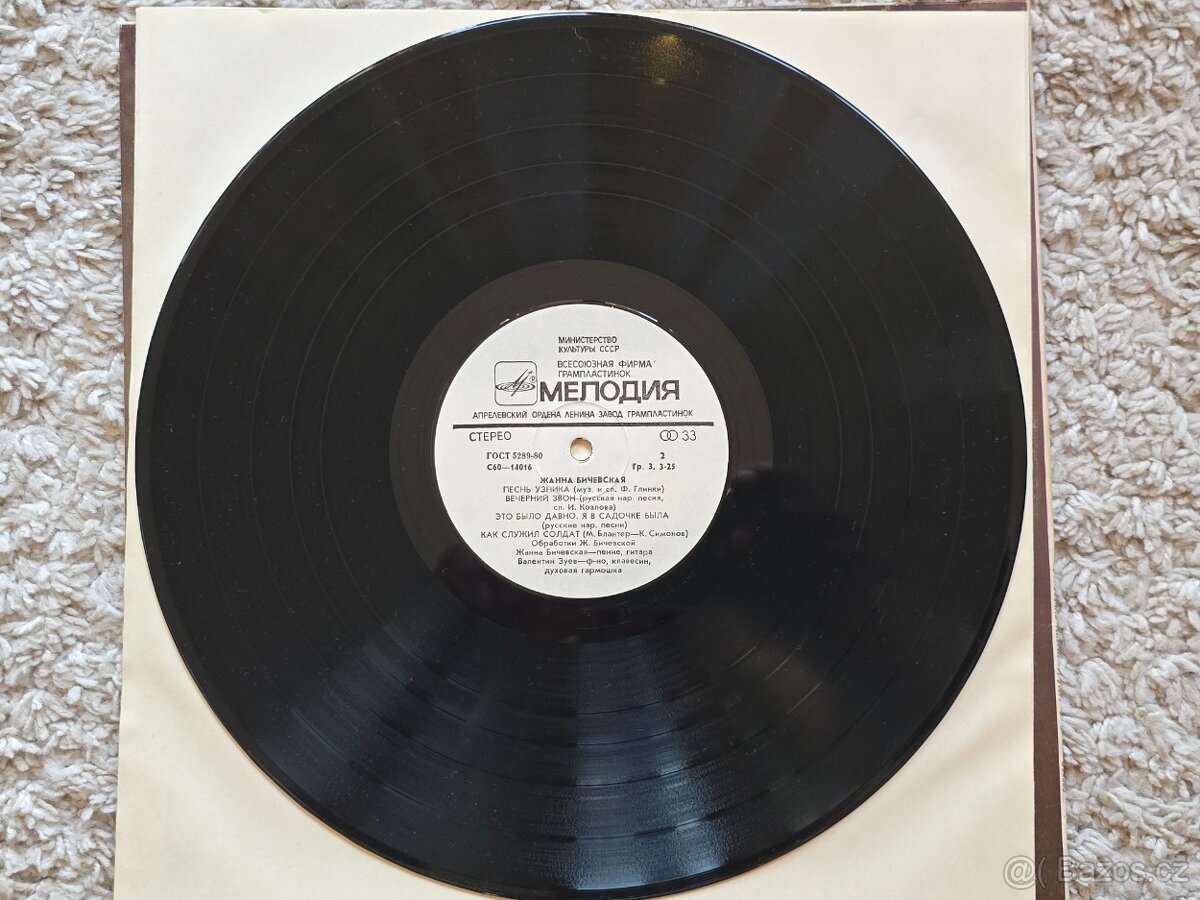 МИНИСТЕРСТВО
КУЛЬТУРЫ СССР
ВСЕСОЮЗНАЯ ФИРМА
ГРАМПЛАСТИНОК
МЕЛОДИЯ
АПРЕЛЕВСКИЙ ОРДЕНА ЛЕНИНА ЗАВОД ГРАМПЛАСТИНОК
СТЕРЕО 33
ГОСТ 5289-80 2
С60—14016 Гр. 3. 3-25
ЖАННА БИЧЕВСКАЯ
ПЕСНЬ УЗНИКА (муз. и сл. Ф. Глинки)
ВЕЧЕРНИЙ ЗВОН (русская нар. песня,
сл. И. Козлова)
ЭТО БЫЛО ДАВНО. Я В САДОЧКЕ БЫЛА
(русские нар. песни)
КАК СЛУЖИЛ СОЛДАТ (М. Блантер—К. Симонов)
Обработки Ж. Бичевской
Жанна Бичевская—пение, гитара
Валентин Зуев—ф-но, клавесин,
духовая гармошка
Bazos.cz